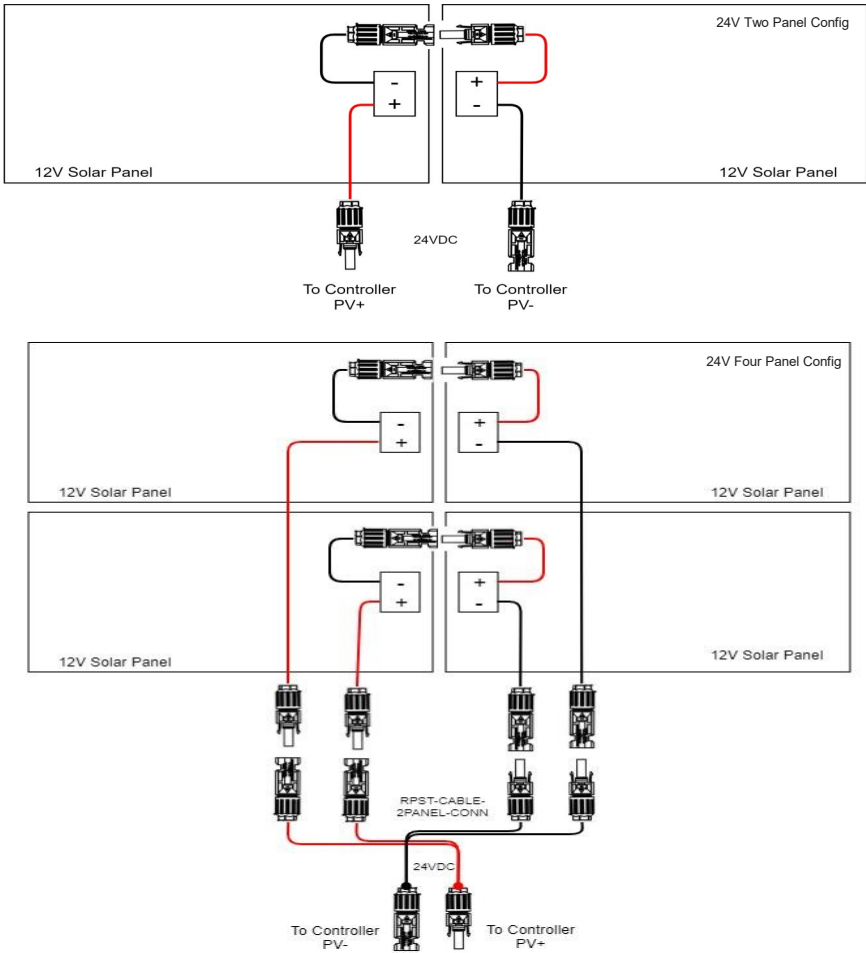 24V Two Panel Config
-
+
+
-
12V Solar Panel
12V Solar Panel
24VDC
To Controller
PV+
To Controller
PV-
24V Four Panel Config
-
+
+
-
12V Solar Panel
12V Solar Panel
-
+
+
-
12V Solar Panel
12V Solar Panel
RPST-CABLE-
2PANEL-CONN
24VDC
To Controller
PV-
To Controller
PV+